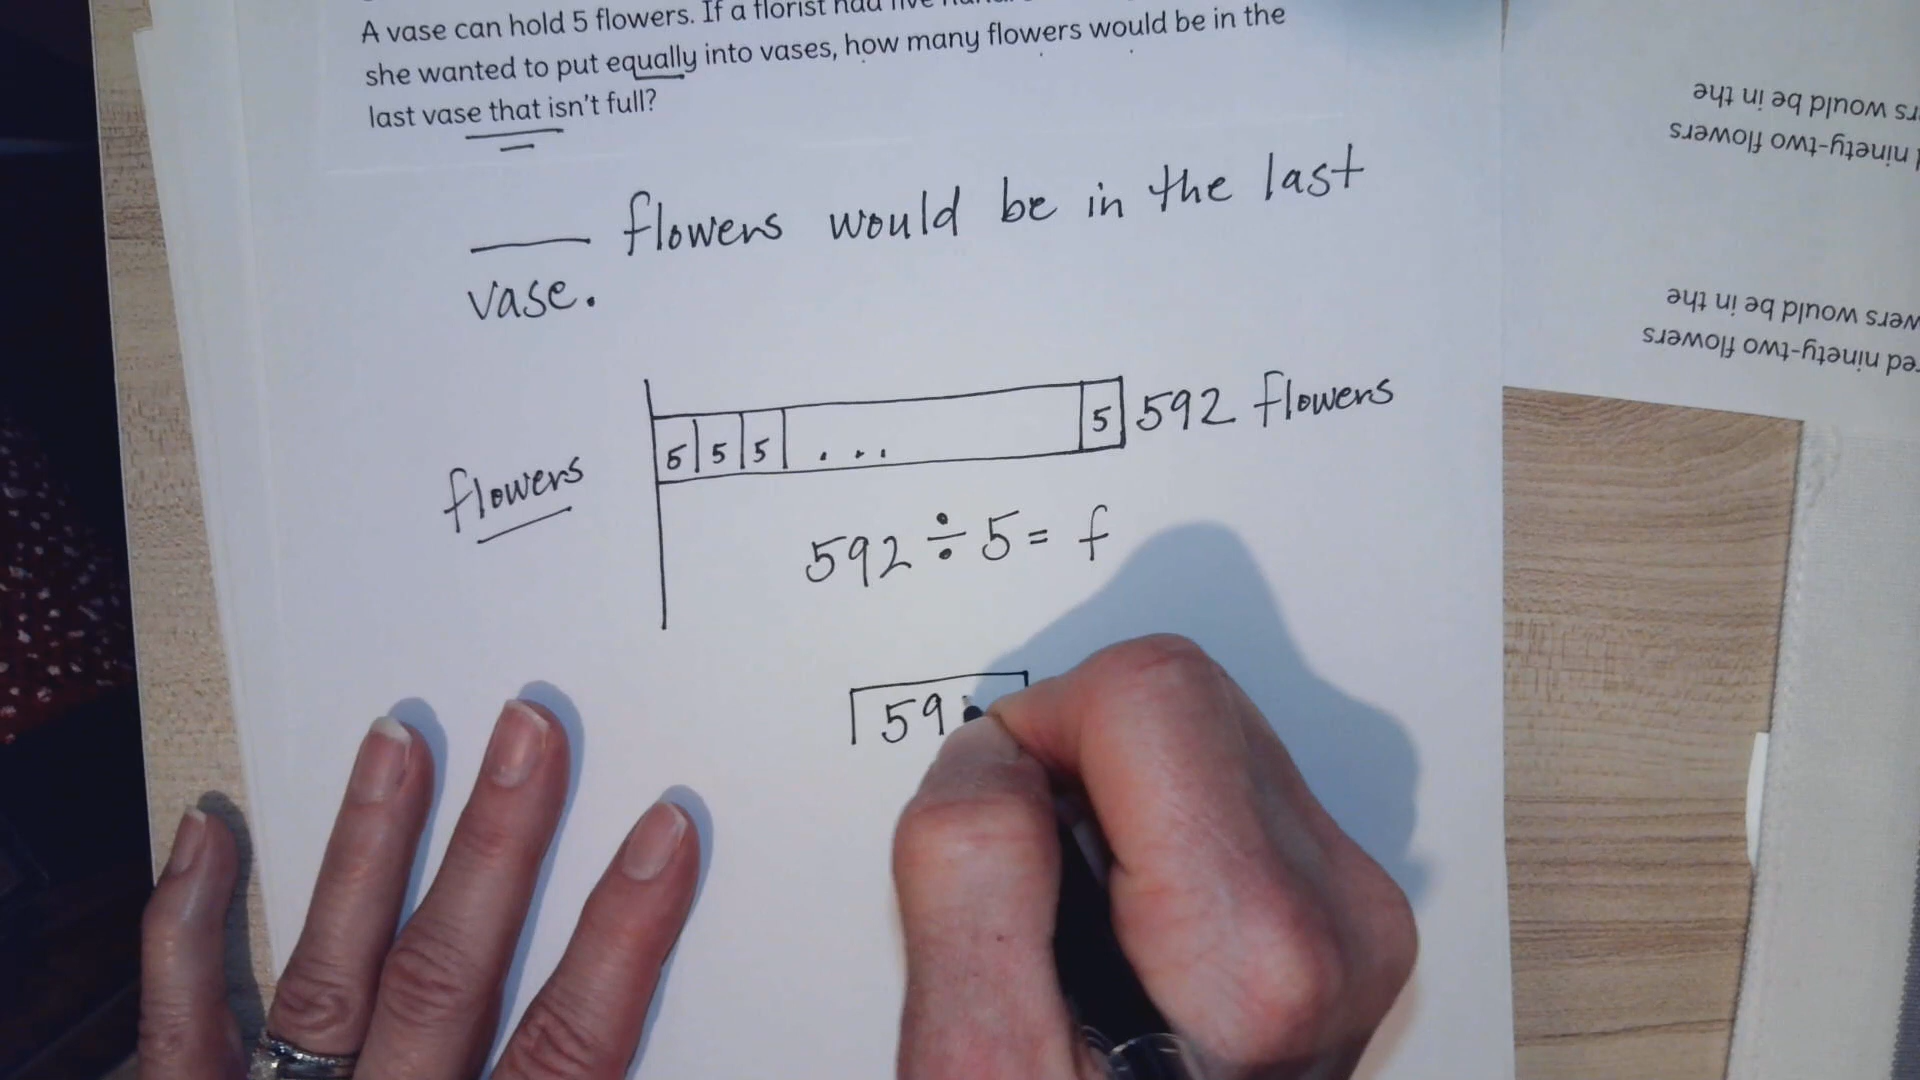 A vase can hold 5 flowers. If a florist had five
she wanted to put equally into vases, how many flowers would be in the
last vase that isn't full?
____ flowers would be in the last
vase.
5 5 5 ... 5 592 flowers
flowers
592 ÷ 5 = f
59
would be in the
ninety-two flowers
would be in the
ninety-two flowers